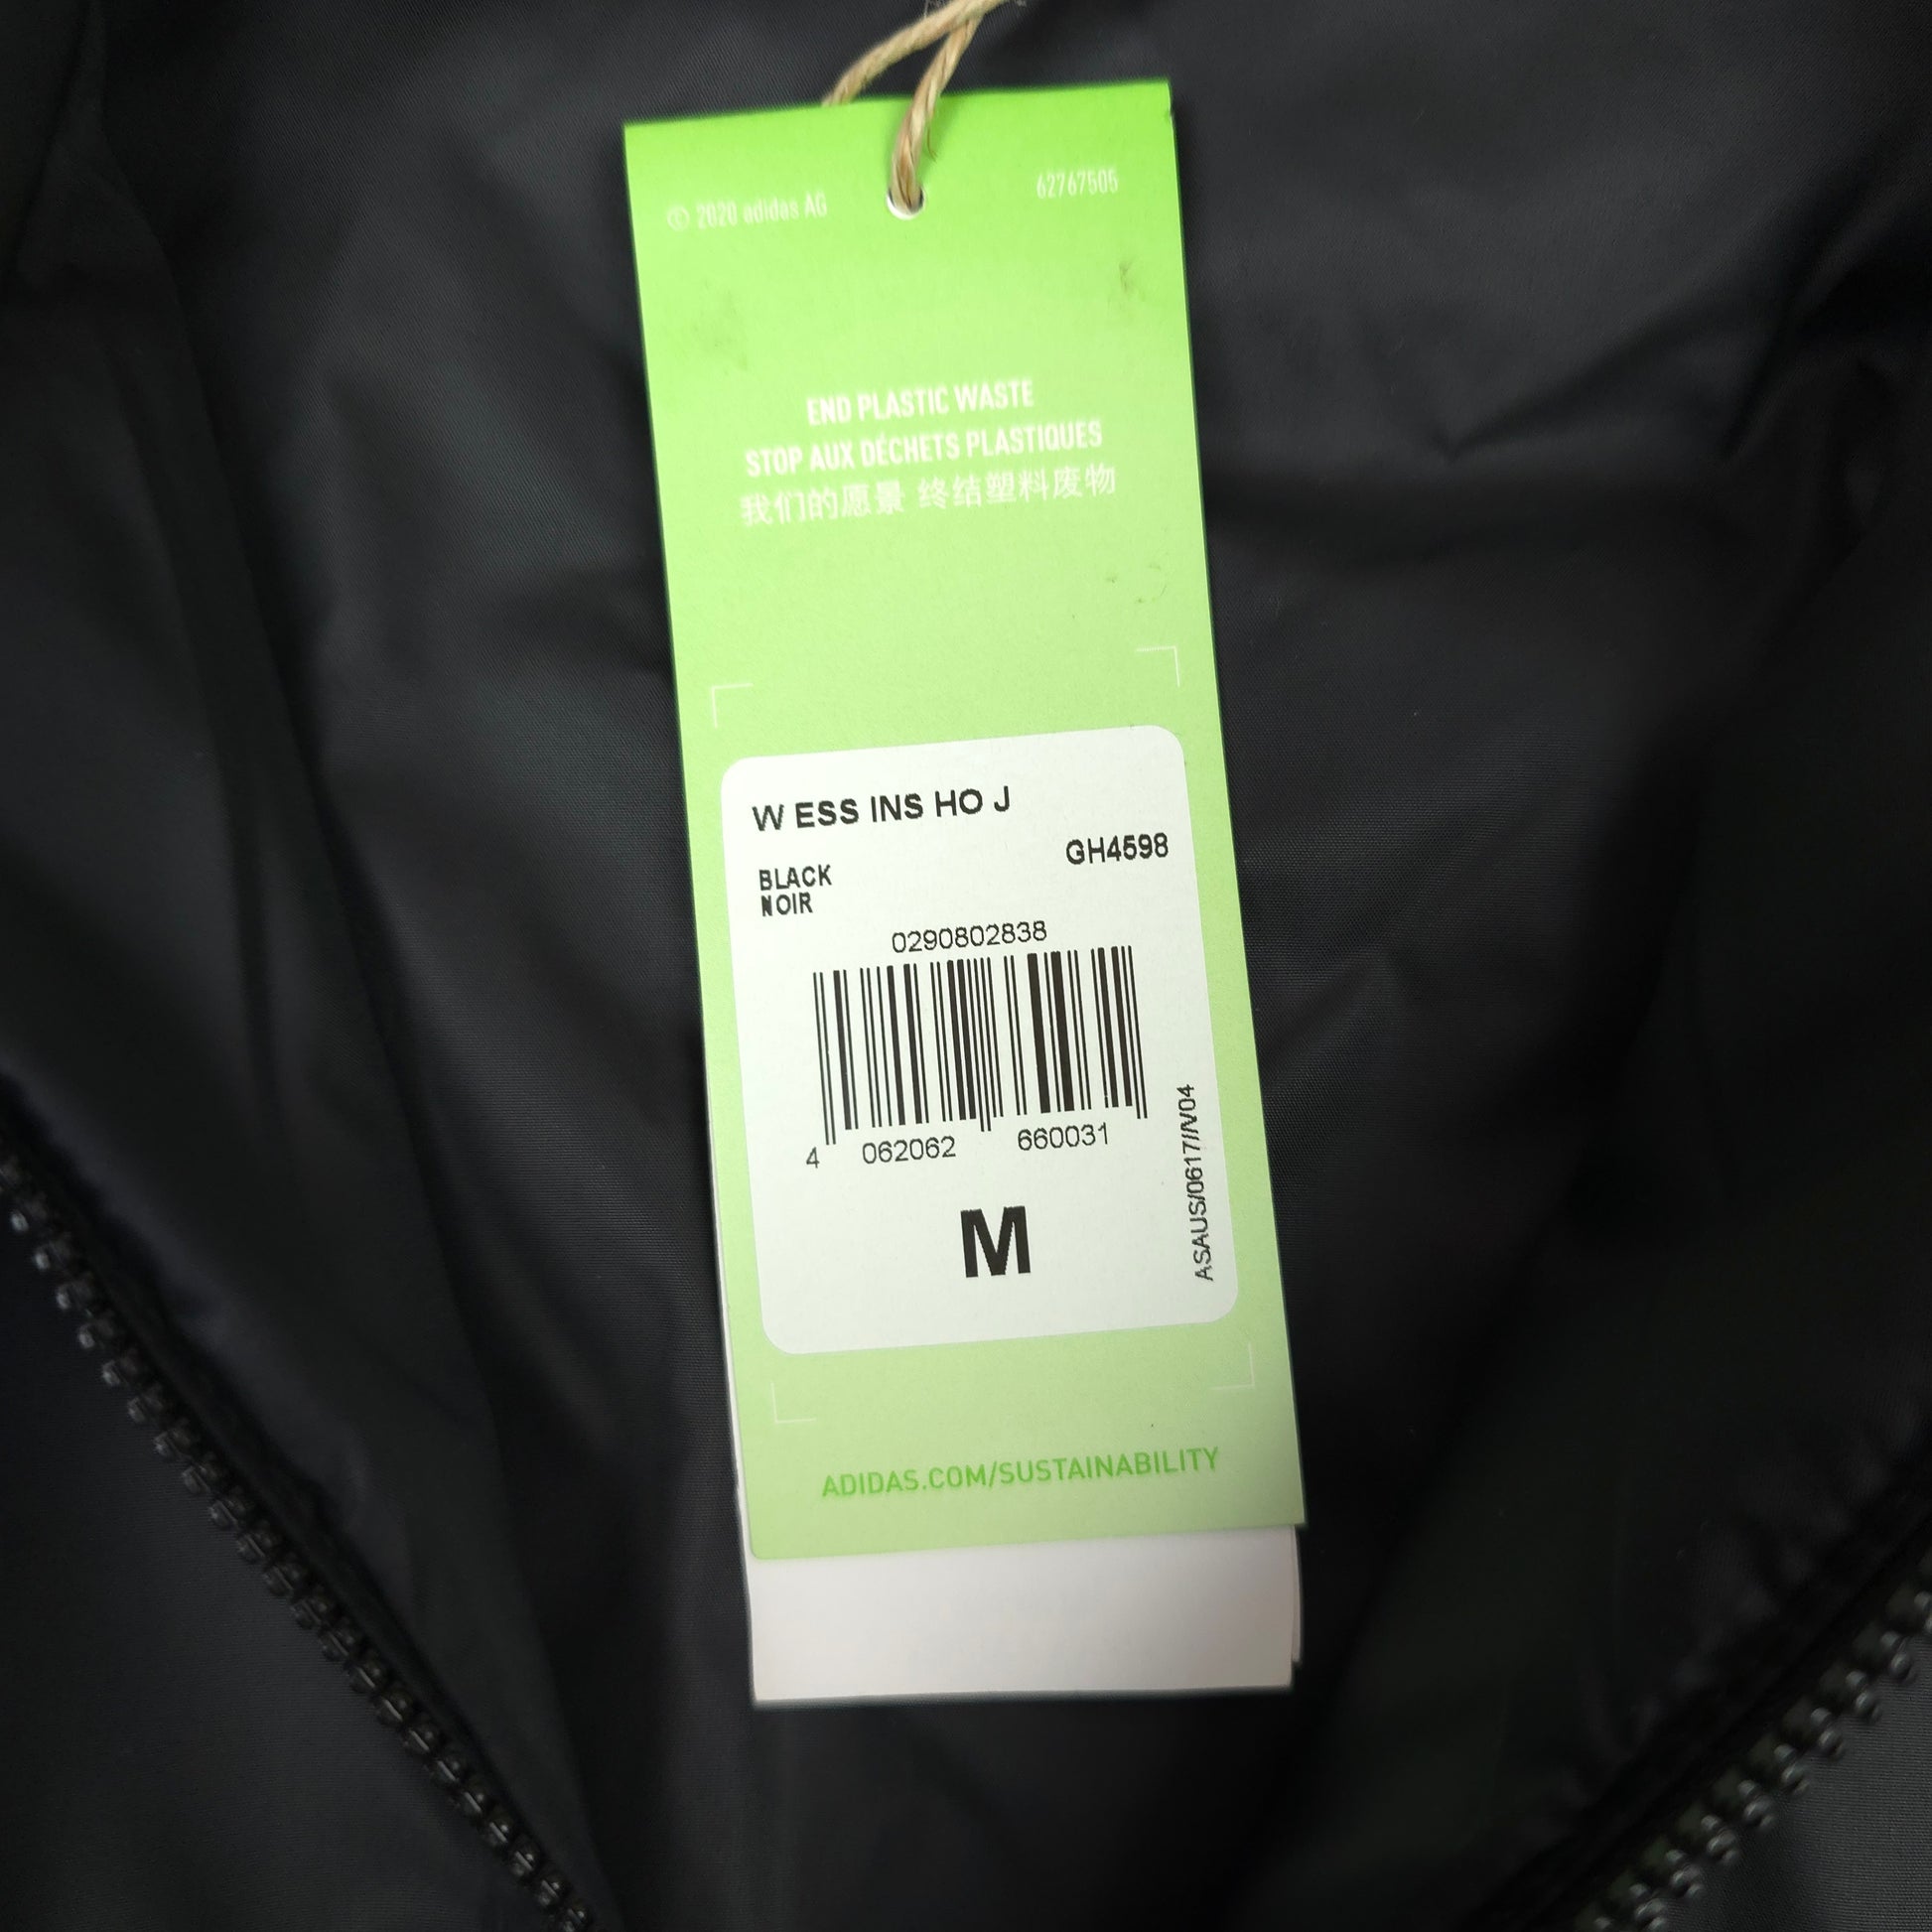 © 2020 adidas AG
62767505
END PLASTIC WASTE
STOP AUX DÉCHETS PLASTIQUES
我们的愿景 终结塑料废物
W ESS INS HO J
GH4598
BLACK
NOIR
0290802838
4 062062 660031
M
ASAUS/0617/IV04
ADIDAS.COM/SUSTAINABILITY